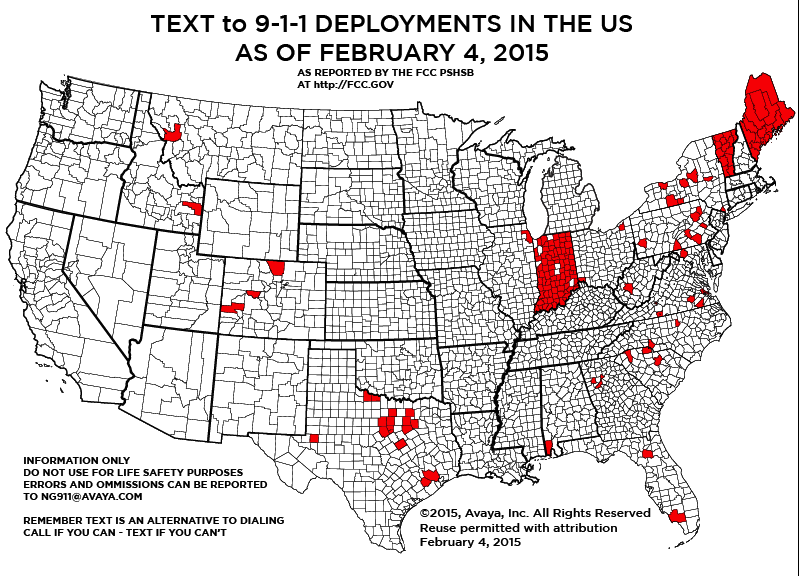 TEXT to 9-1-1 DEPLOYMENTS IN THE US
AS OF FEBRUARY 4, 2015
AS REPORTED BY THE FCC PSHSB
AT http://FCC.GOV
INFORMATION ONLY
DO NOT USE FOR LIFE SAFETY PURPOSES
ERRORS AND OMMISSIONS CAN BE REPORTED
TO NG911@AVAYA.COM
REMEMBER TEXT IS AN ALTERNATIVE TO DIALING
CALL IF YOU CAN - TEXT IF YOU CAN'T
©2015, Avaya, Inc. All Rights Reserved
Reuse permitted with attribution
February 4, 2015